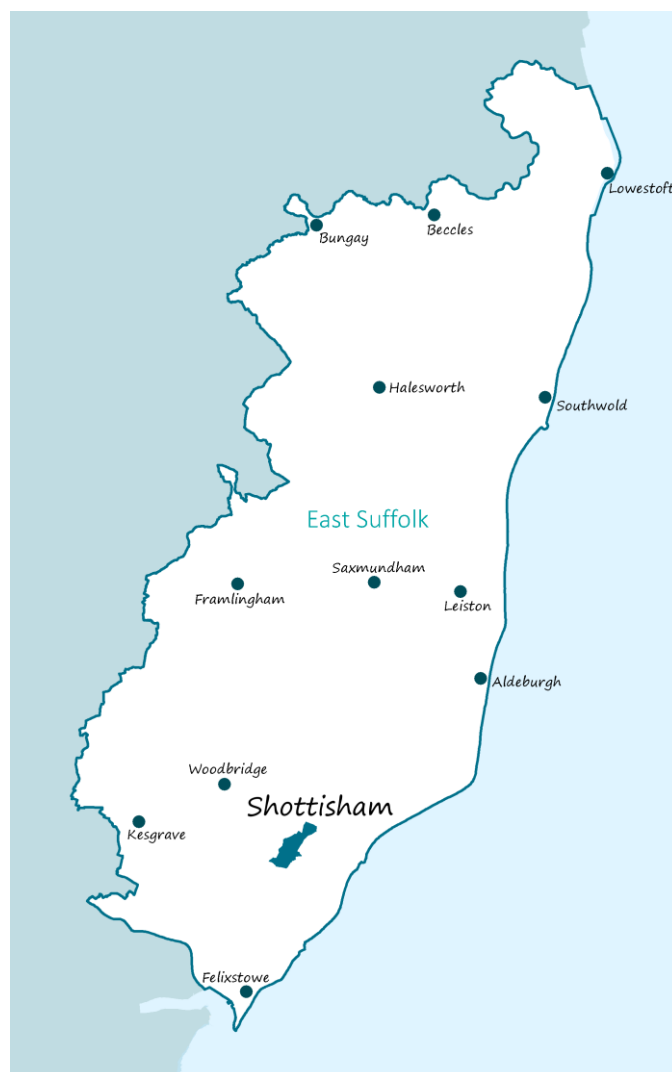 Lowestoft
Beccles
Bungay
Halesworth
Southwold
East Suffolk
Saxmundham
Framlingham
Leiston
Aldeburgh
Woodbridge
Shottisham
Kesgrave
Felixstowe